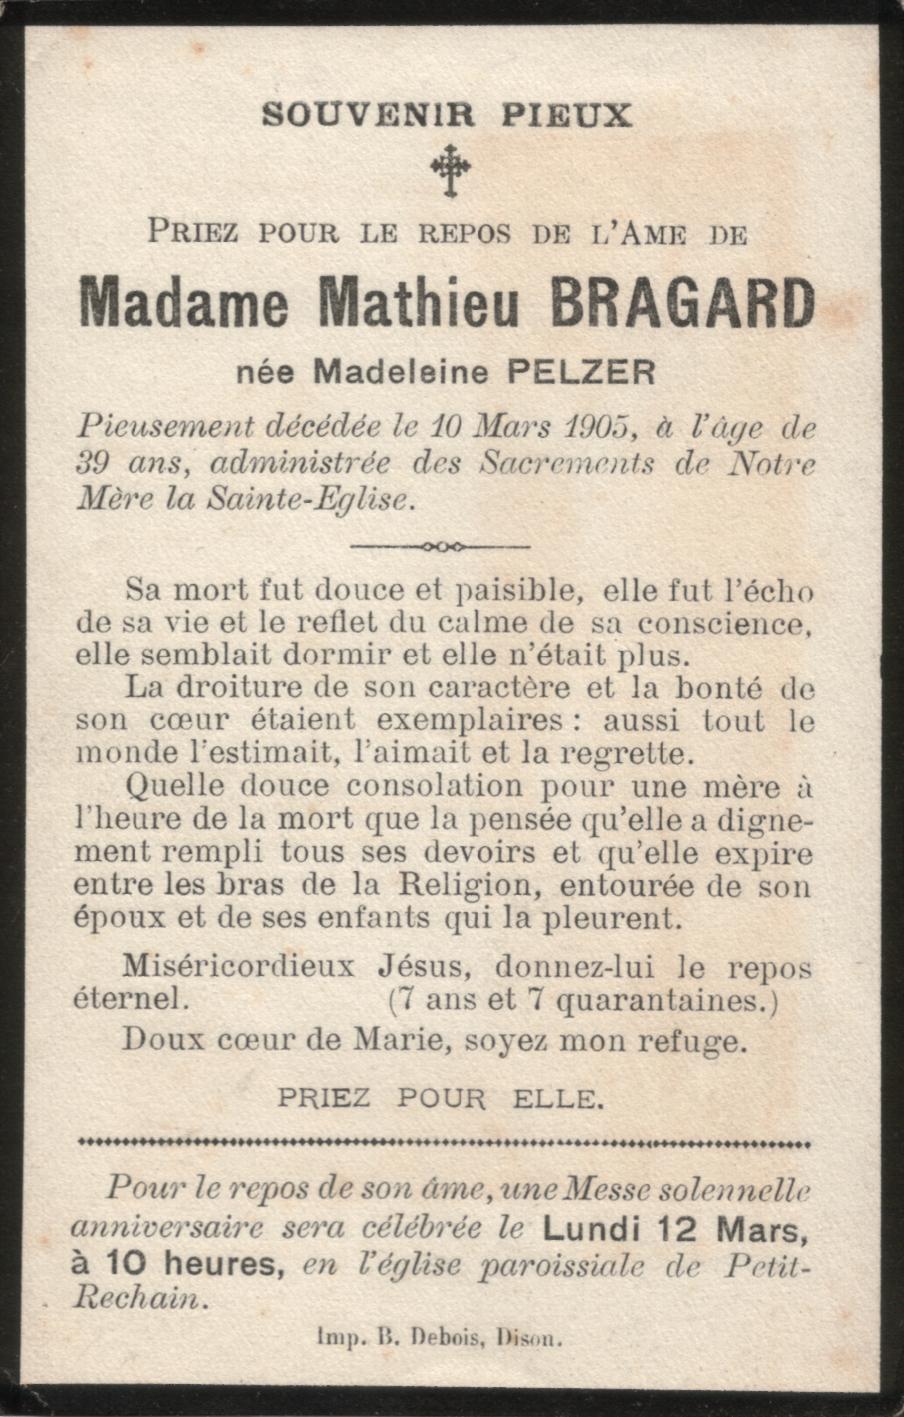 SOUVENIR PIEUX
PRIEZ POUR LE REPOS DE L'AME DE
Madame Mathieu BRAGARD
née Madeleine PELZER
Pieusement décédée le 10 Mars 1905, à l'âge de
39 ans, administrée des Sacrements de Notre
Mère la Sainte-Eglise.
Sa mort fut douce et paisible, elle fut l'écho
de sa vie et le reflet du calme de sa conscience,
elle semblait dormir et elle n'était plus.
La droiture de son caractère et la bonté de
son cœur étaient exemplaires : aussi tout le
monde l'estimait, l'aimait et la regrette.
Quelle douce consolation pour une mère à
l'heure de la mort que la pensée qu'elle a digne-
ment rempli tous ses devoirs et qu'elle expire
entre les bras de la Religion, entourée de son
époux et de ses enfants qui la pleurent.
Miséricordieux Jésus, donnez-lui le repos
éternel. (7 ans et 7 quarantaines.)
Doux cœur de Marie, soyez mon refuge.
PRIEZ POUR ELLE.
Pour le repos de son âme, une Messe solennelle
anniversaire sera célébrée le Lundi 12 Mars,
à 10 heures, en l'église paroissiale de Petit-
Rechain.
Imp. B. Debois, Dison.